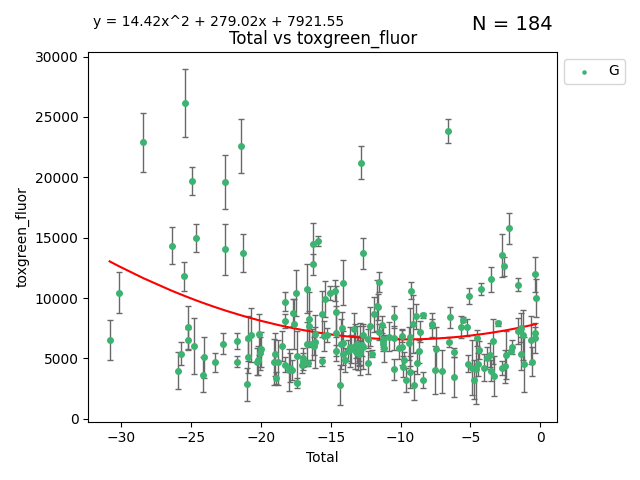 y = 14.42x^2 + 279.02x + 7921.55
N = 184
Total vs toxgreen_fluor
G
30000
25000
20000
15000
10000
5000
0
toxgreen_fluor
−30
−25
−20
−15
−10
−5
0
Total